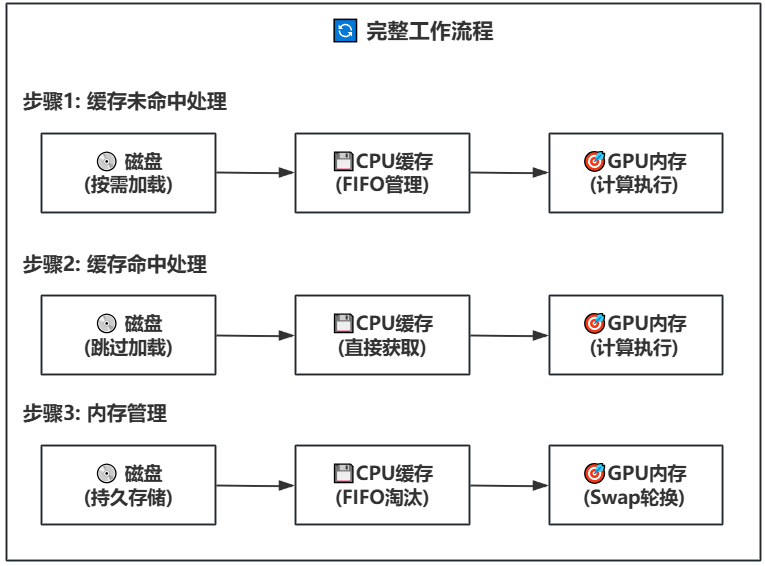 🔄 完整工作流程
步骤1: 缓存未命中处理
💿 磁盘
(按需加载)
💾CPU缓存
(FIFO管理)
🎯GPU内存
(计算执行)
步骤2: 缓存命中处理
💿 磁盘
(跳过加载)
💾CPU缓存
(直接获取)
🎯GPU内存
(计算执行)
步骤3: 内存管理
💿 磁盘
(持久存储)
💾CPU缓存
(FIFO淘汰)
🎯GPU内存
(Swap轮换)